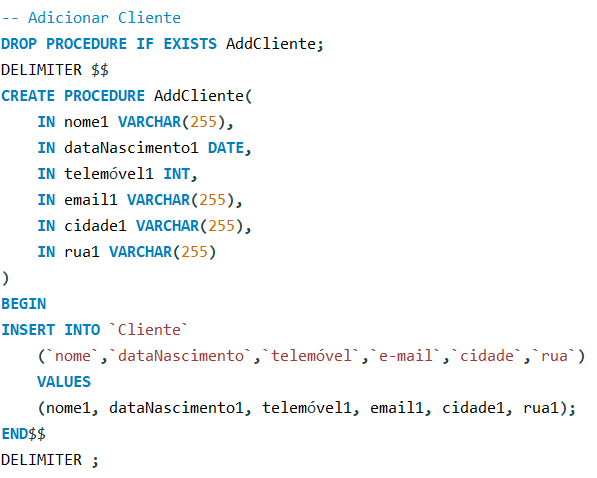 -- Adicionar Cliente
DROP PROCEDURE IF EXISTS AddCliente;
DELIMITER $$
CREATE PROCEDURE AddCliente(
    IN nome1 VARCHAR(255),
    IN dataNascimento1 DATE,
    IN telemóvel1 INT,
    IN email1 VARCHAR(255),
    IN cidade1 VARCHAR(255),
    IN rua1 VARCHAR(255)
)
BEGIN
INSERT INTO `Cliente`
    (`nome`,`dataNascimento`,`telemóvel`,`e-mail`,`cidade`,`rua`)
    VALUES
    (nome1, dataNascimento1, telemóvel1, email1, cidade1, rua1);
END$$
DELIMITER ;